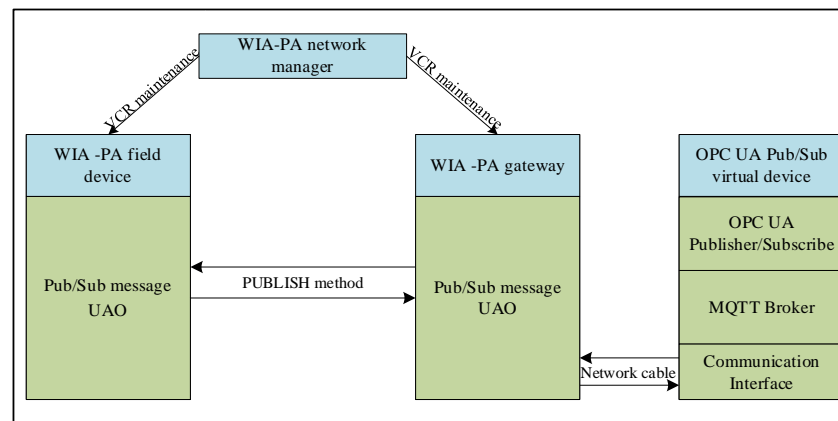 WIA-PA network
manager
VCR maintenance
VCR maintenance
WIA -PA field
device
WIA -PA gateway
OPC UA Pub/Sub
virtual device
Pub/Sub message
UAO
PUBLISH method
Pub/Sub message
UAO
OPC UA
Publisher/Subscribe
MQTT Broker
Network cable
Communication
Interface